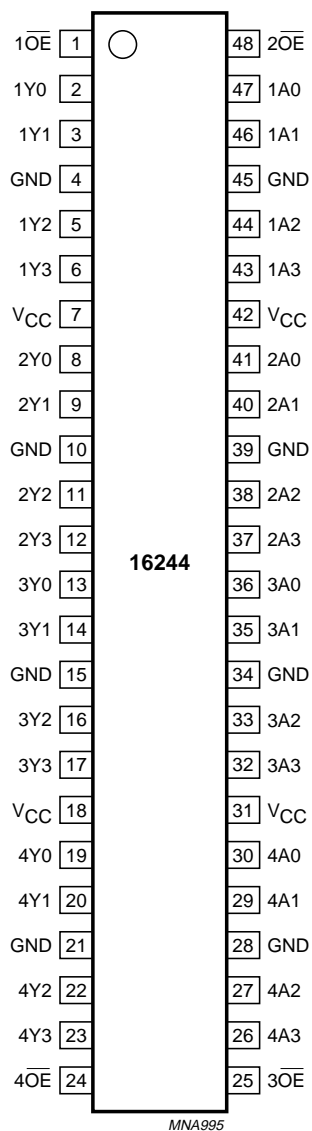 1O̅E̅ 1 48 2O̅E̅
1Y0 2 47 1A0
1Y1 3 46 1A1
GND 4 45 GND
1Y2 5 44 1A2
1Y3 6 43 1A3
VCC 7 42 VCC
2Y0 8 41 2A0
2Y1 9 40 2A1
GND 10 39 GND
2Y2 11 38 2A2
2Y3 12 37 2A3
16244
3Y0 13 36 3A0
3Y1 14 35 3A1
GND 15 34 GND
3Y2 16 33 3A2
3Y3 17 32 3A3
VCC 18 31 VCC
4Y0 19 30 4A0
4Y1 20 29 4A1
GND 21 28 GND
4Y2 22 27 4A2
4Y3 23 26 4A3
4O̅E̅ 24 25 3O̅E̅
MNA995